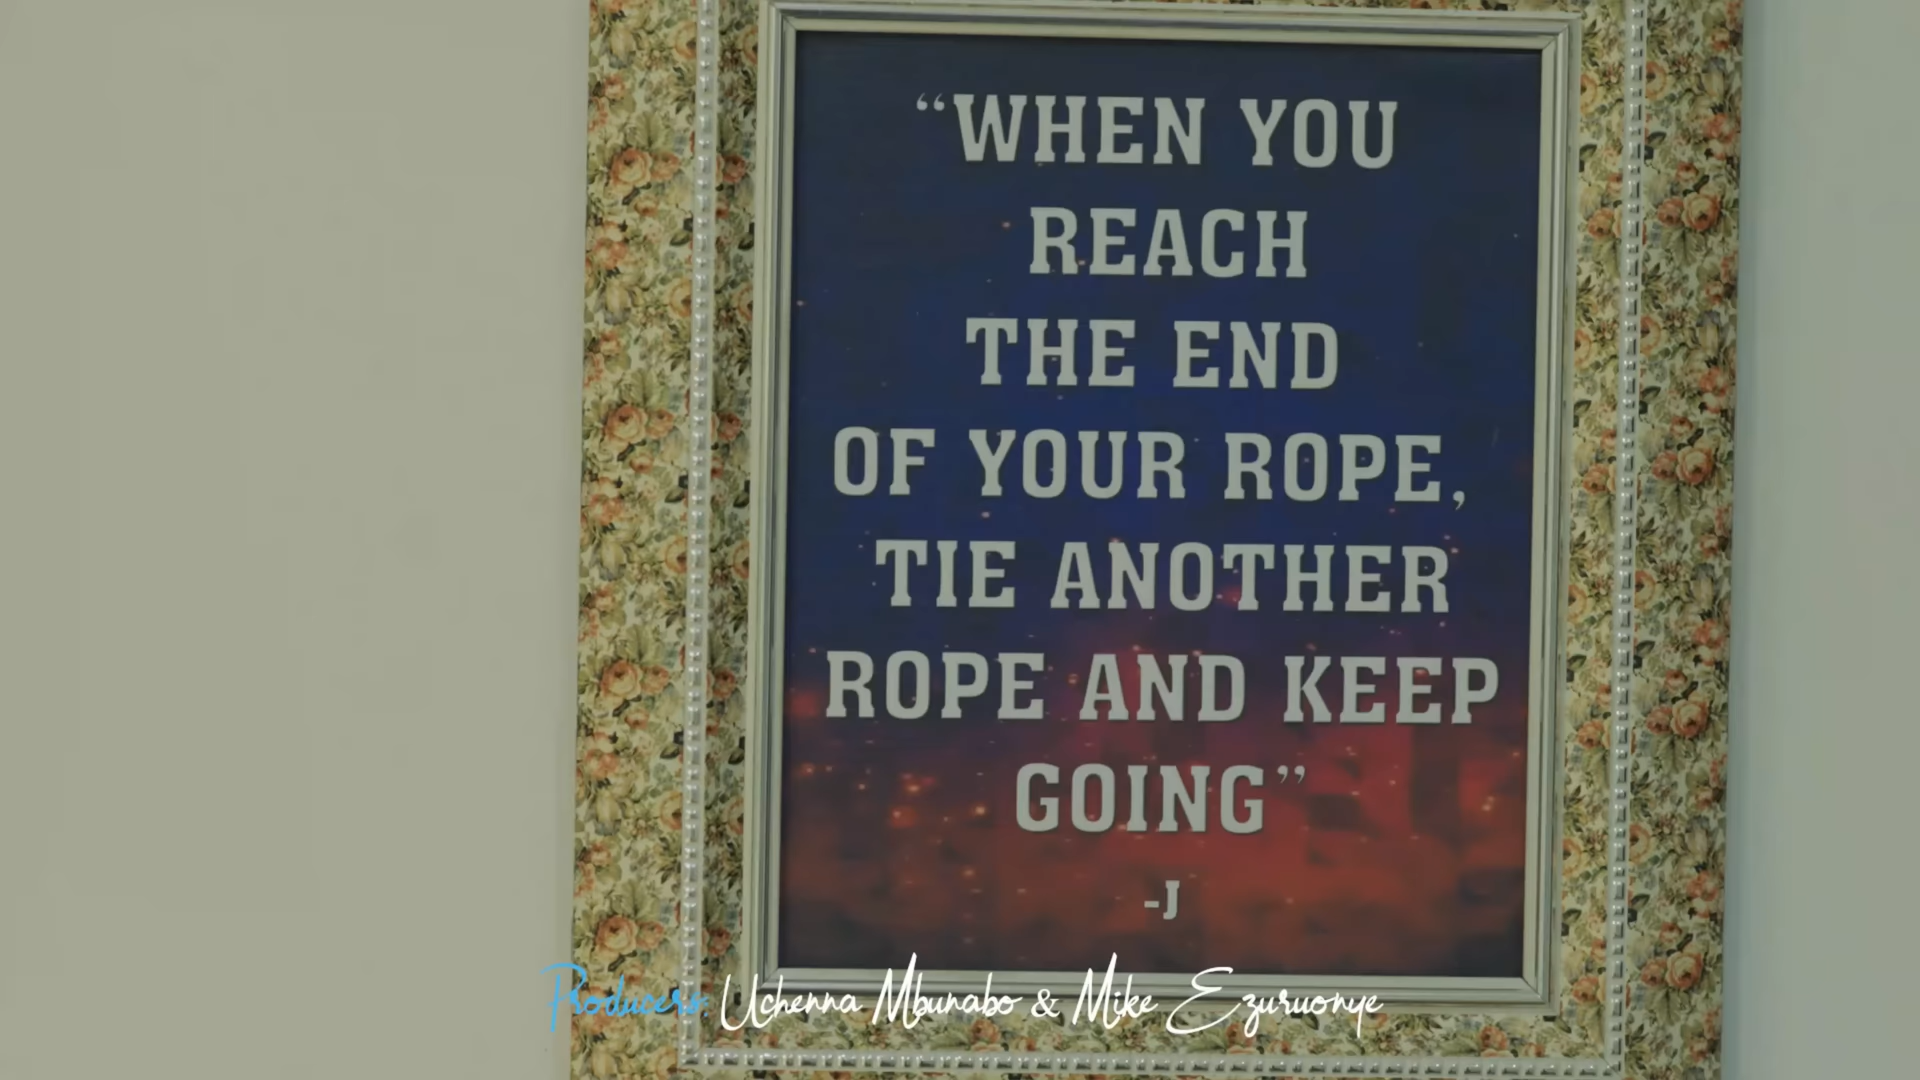 “WHEN YOU
REACH
THE END
OF YOUR ROPE,
TIE ANOTHER
ROPE AND KEEP
GOING”
-J
Producers: Uchenna Mbunabo & Mike Ezuruonye